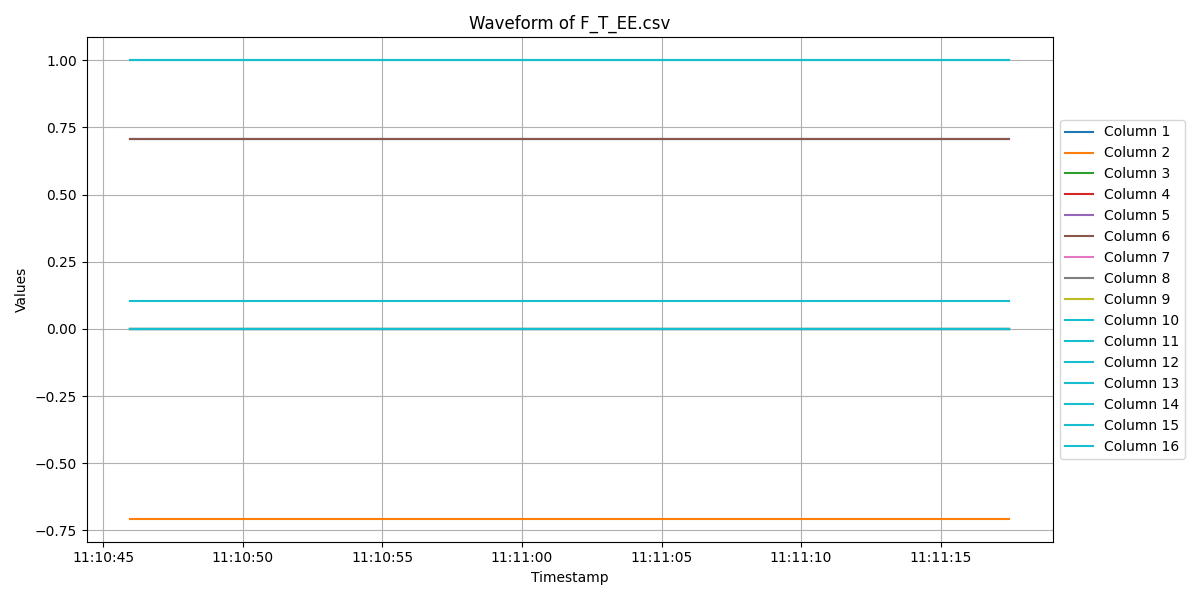 Waveform of F_T_EE.csv
1.00
0.75
0.50
0.25
0.00
−0.25
−0.50
−0.75
Values
11:10:45 11:10:50 11:10:55 11:11:00 11:11:05 11:11:10 11:11:15
Timestamp
Column 1
Column 2
Column 3
Column 4
Column 5
Column 6
Column 7
Column 8
Column 9
Column 10
Column 11
Column 12
Column 13
Column 14
Column 15
Column 16